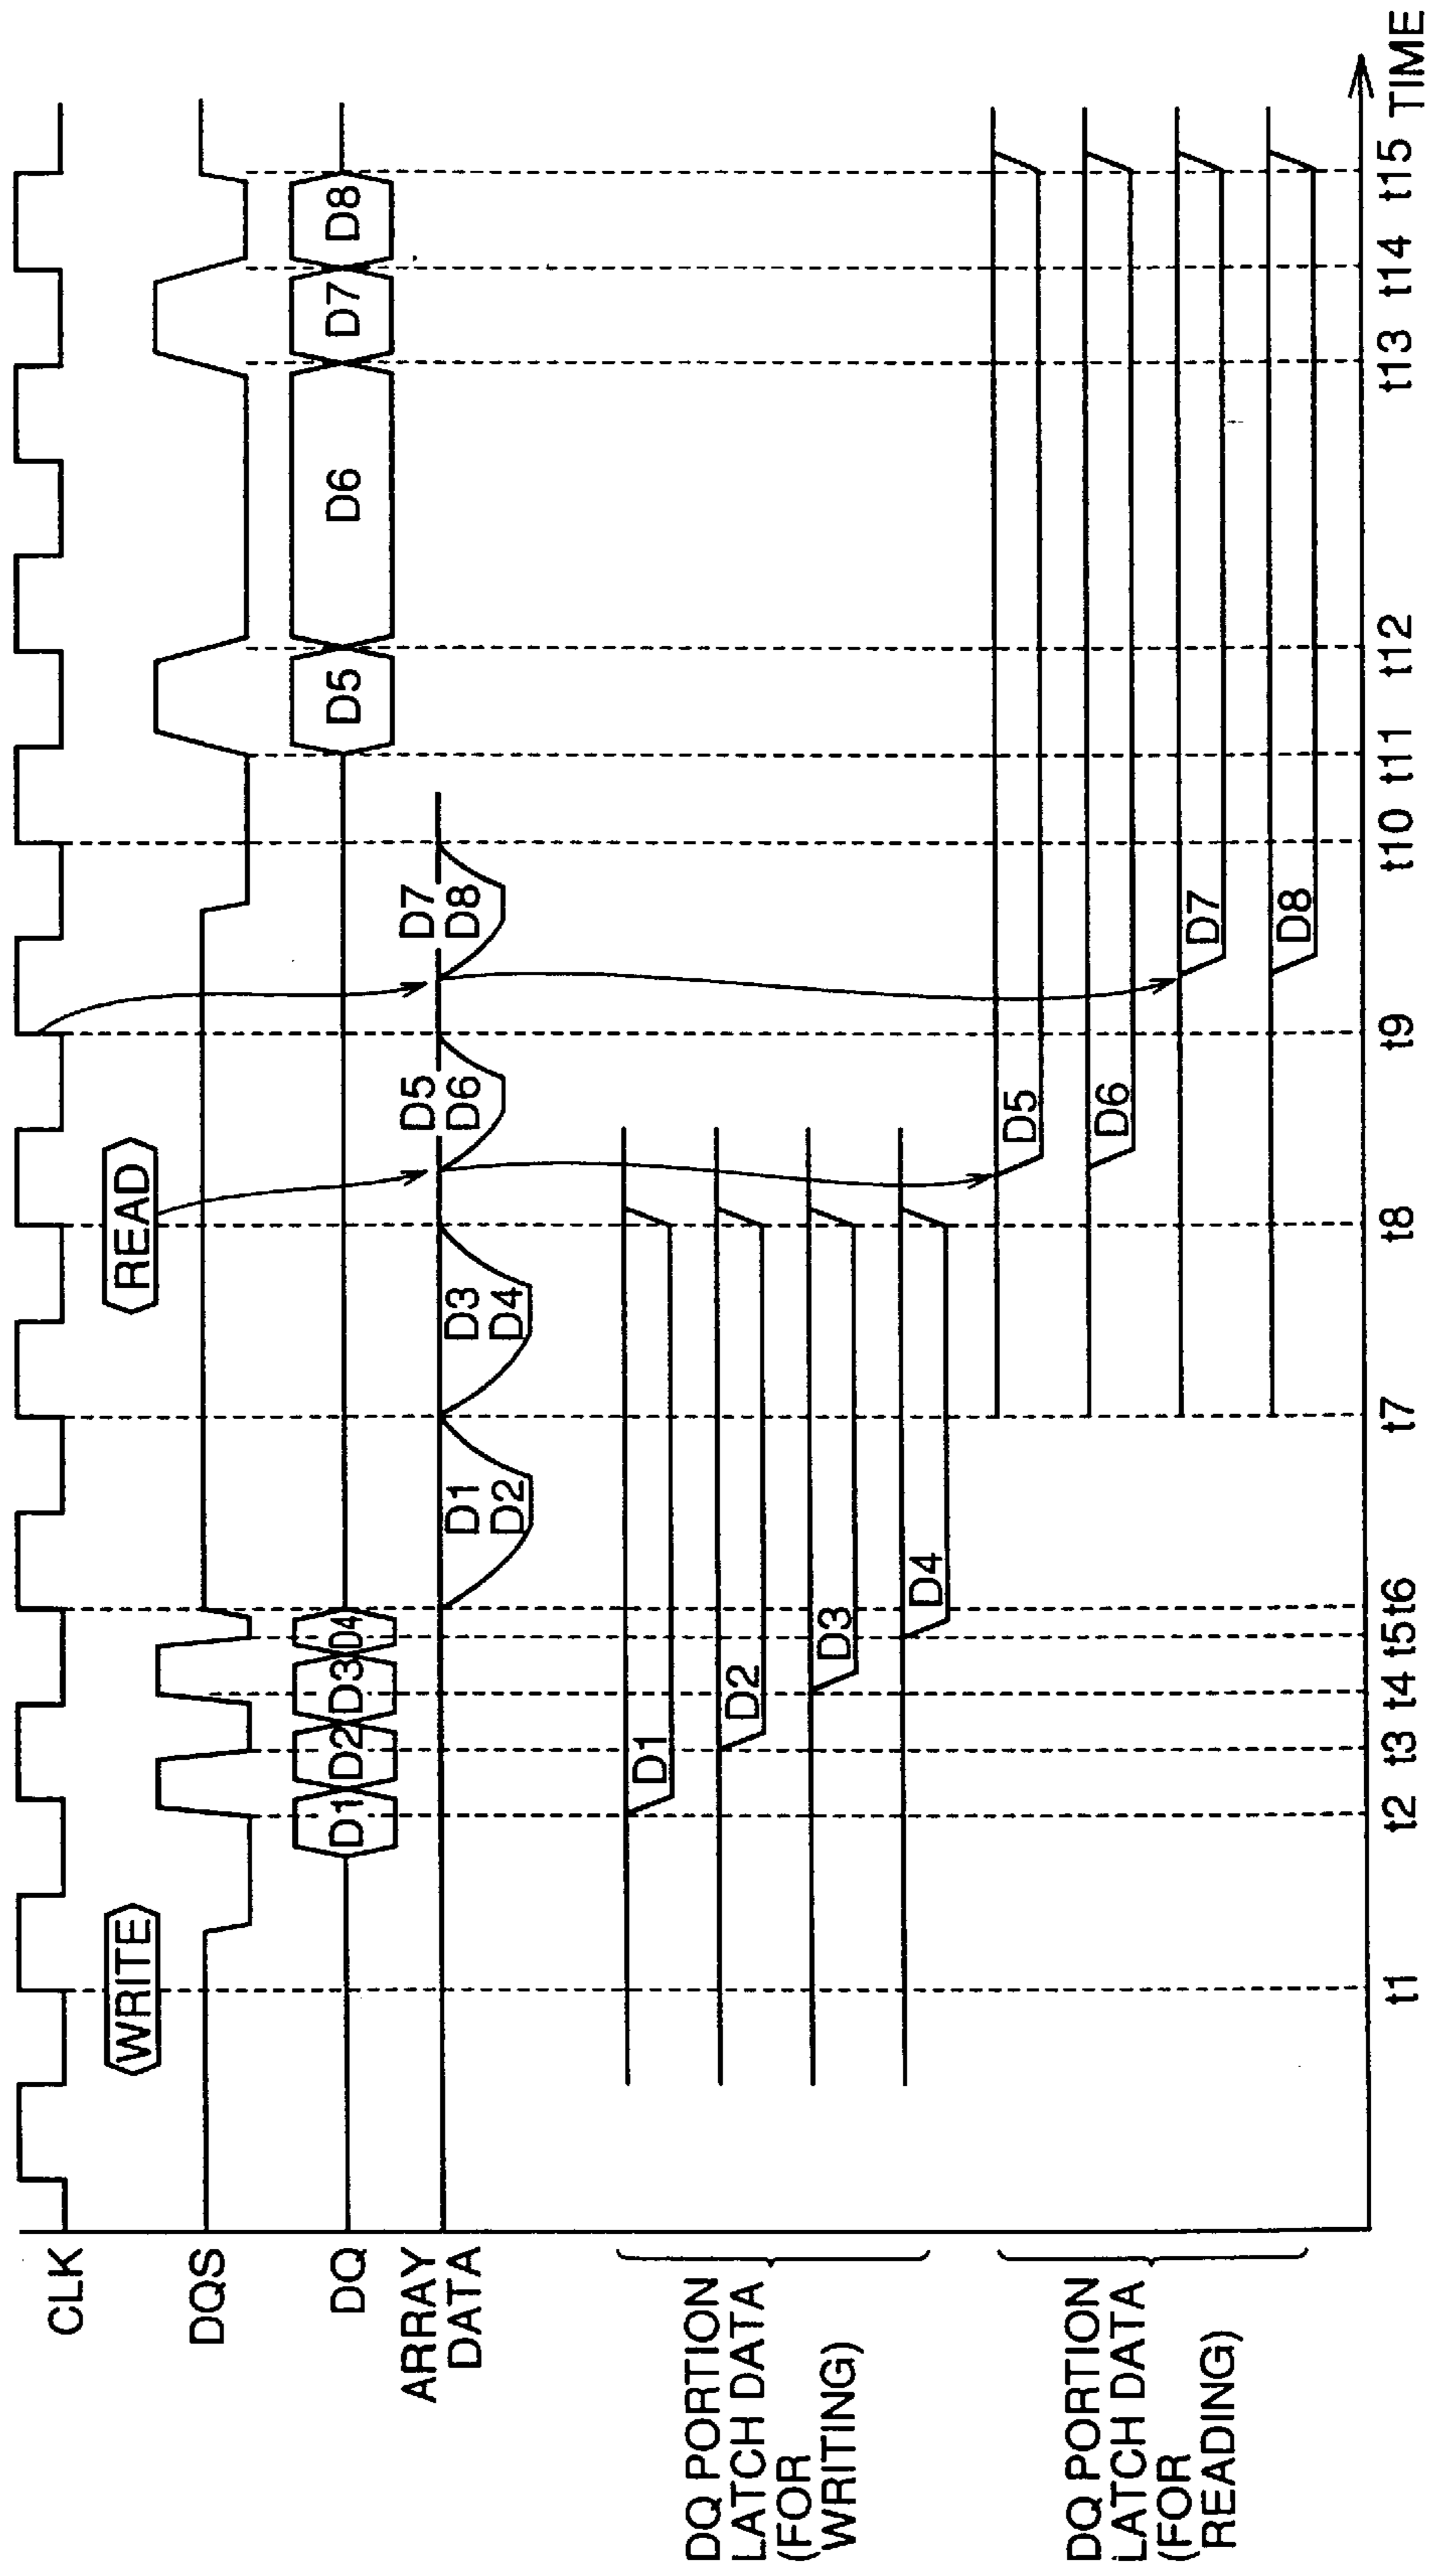 CLK
WRITE
READ
DQS
DQ
D1
D2
D3
D4
D5
D6
D7
D8
ARRAY
DATA
D1
D2
D3
D4
D5
D6
D7
D8
DQ PORTION
LATCH DATA
(FOR
WRITING)
D1
D2
D3
D4
DQ PORTION
LATCH DATA
(FOR
READING)
D5
D6
D7
D8
t1 t2 t3 t4 t5 t6 t7 t8 t9 t10 t11 t12 t13 t14 t15 TIME